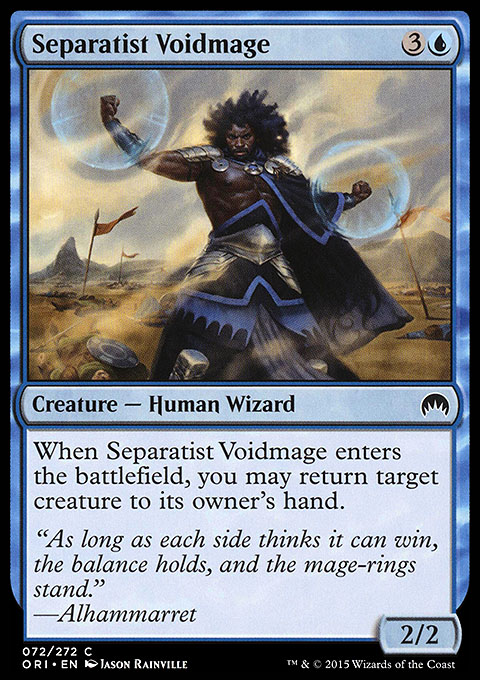 Separatist Voidmage 3
Creature — Human Wizard
When Separatist Voidmage enters
the battlefield, you may return target
creature to its owner's hand.
“As long as each side thinks it can win,
the balance holds, and the mage-rings
stand.”
—Alhammarret
2/2
072/272 C
ORI • EN Jason Rainville ™ & © 2015 Wizards of the Coast